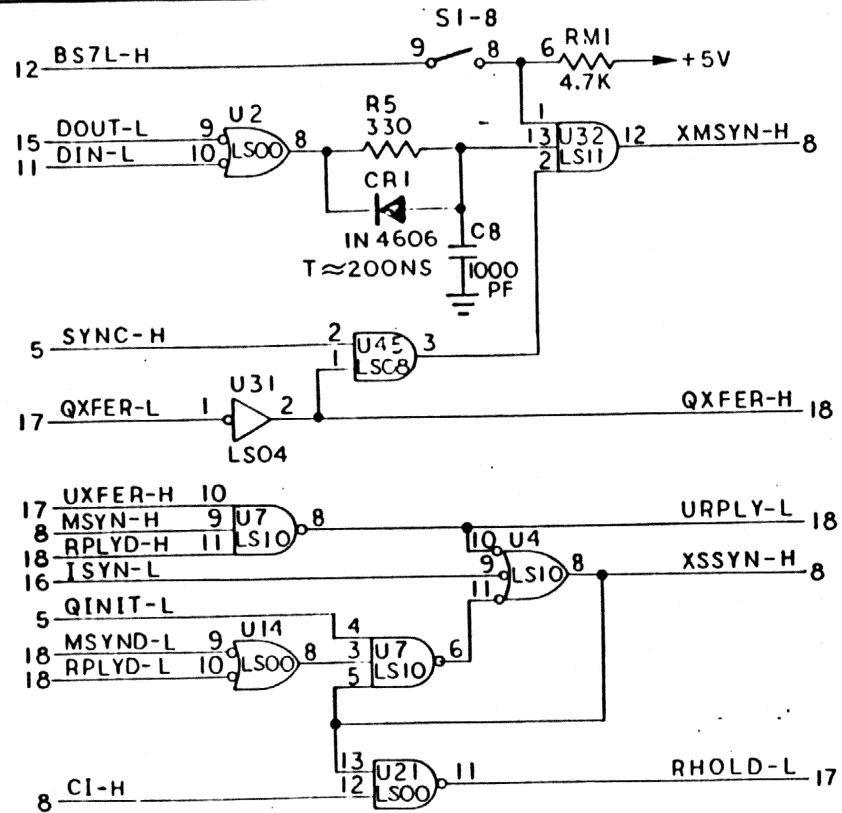 S1-8
12 BS7L-H 9 8 6 RM1 +5V
4.7K
U2 R5
15 DOUT-L 9 8 330 1
11 DIN-L 10 LS00 13 U32 12 XMSYN-H 8
2 LS11
CR1
IN 4606 C8
T≈200NS 1000
PF
5 SYNC-H 2 U45 3
1 LS08
U31
17 QXFER-L 1 2 QXFER-H 18
LS04
17 UXFER-H 10
8 MSYN-H 9 U7 8 URPLY-L 18
18 RPLYD-H 11 LS10 10 U4
16 ISYN-L 9 LS10 8 XSSYN-H 8
5 QINIT-L 11
U14 4
18 MSYND-L 9 8 3 U7 6
18 RPLYD-L 10 LS00 5 LS10
13 U21 11 RHOLD-L 17
8 CI-H 12 LS00